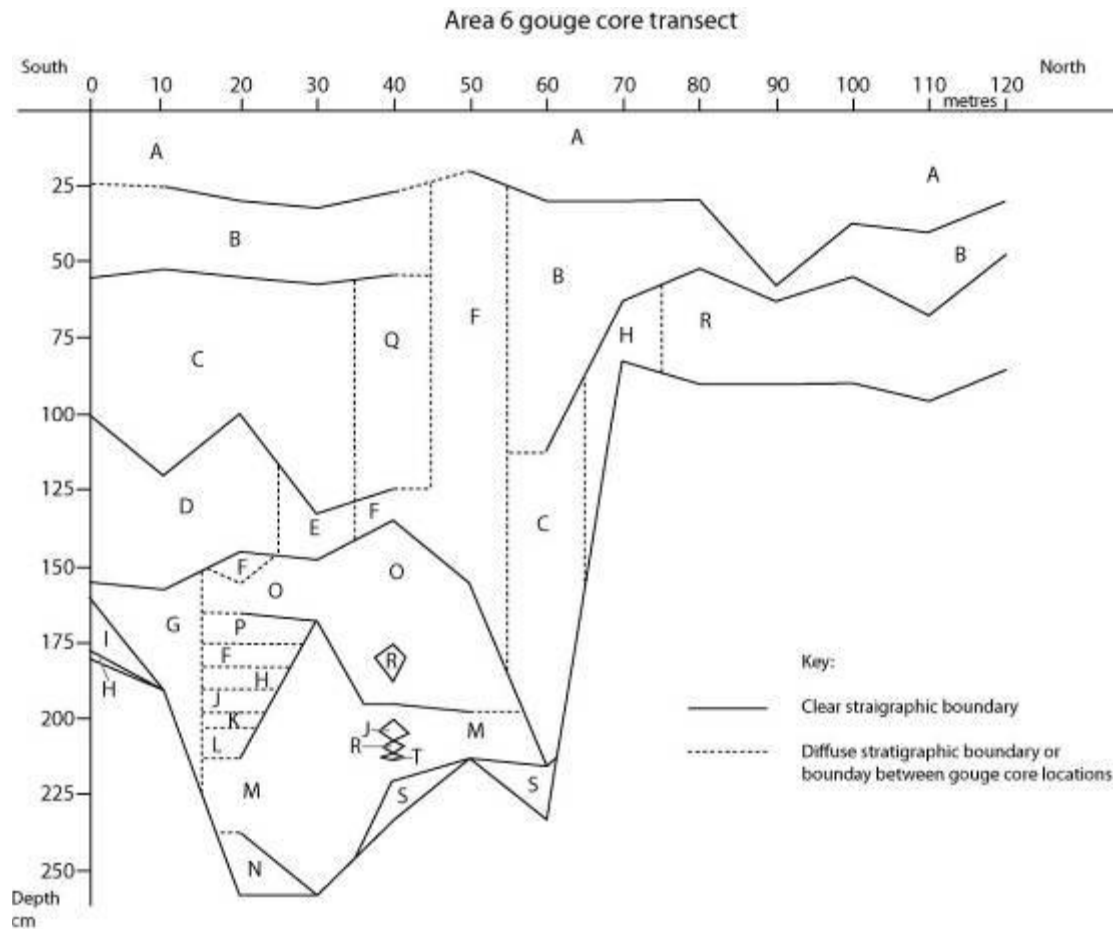 Area 6 gouge core transect
South
North
0 10 20 30 40 50 60 70 80 90 100 110 120
metres
A
A
A
25
B
B
B
50
C
Q
F
H
R
75
100
D
E
F
C
125
150
F
O
O
G
P
175
I
F
R
H
H
J
200
K
J
M
L
R
T
M
S
S
225
N
250
Depth
cm
Key:
Clear straigraphic boundary
Diffuse stratigraphic boundary or
bounday between gouge core locations